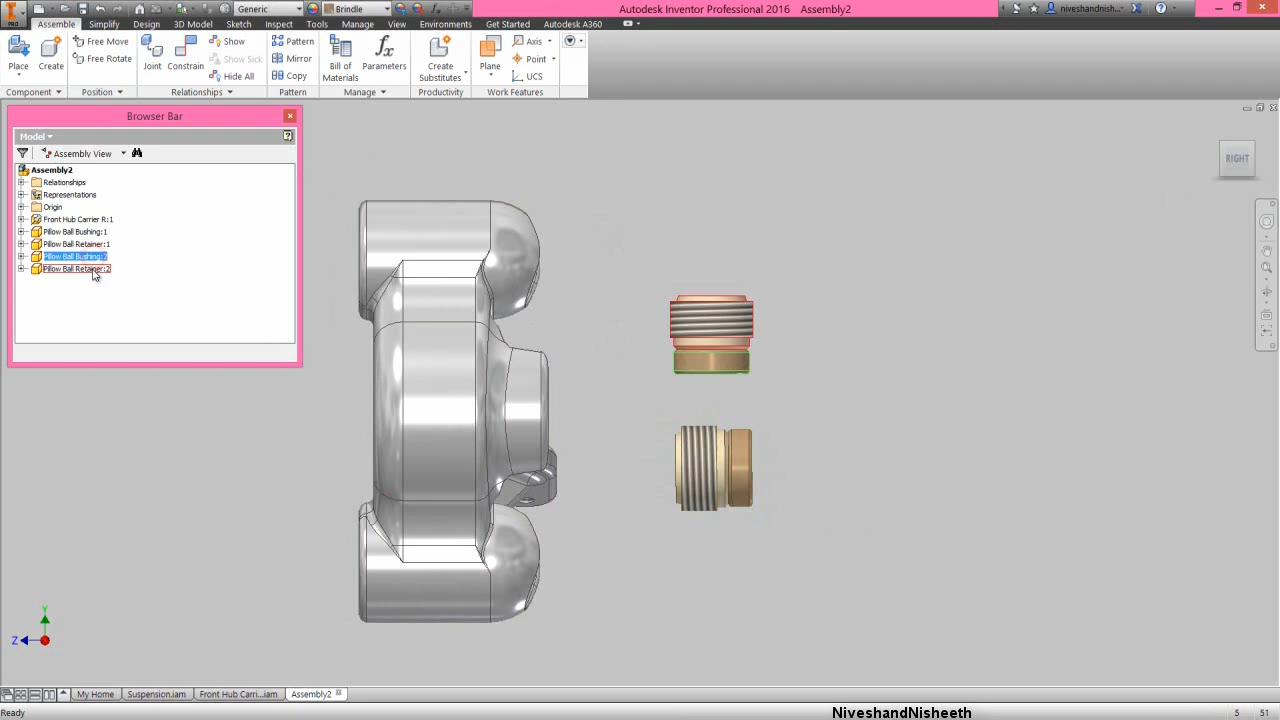 Generic
Brindle
Autodesk Inventor Professional 2016 Assembly2
niveshandnish...
PRO
Assemble Simplify Design 3D Model Sketch Inspect Tools Manage View Environments Get Started Autodesk A360
Place
Create
Free Move
Free Rotate
Joint
Constrain
Show
Show Sick
Hide All
Pattern
Mirror
Copy
Bill of
Materials
fx
Parameters
Create
Substitutes
Plane
Axis
Point
UCS
Component
Position
Relationships
Pattern
Manage
Productivity
Work Features
Browser Bar
Model
Assembly View
Assembly2
Relationships
Representations
Origin
Front Hub Carrier R:1
Pillow Ball Bushing:1
Pillow Ball Retainer:1
Pillow Ball Bushing:2
Pillow Ball Retainer:2
RIGHT
Y
Z
My Home Suspension.iam Front Hub Carri...iam Assembly2
Ready
NiveshandNisheeth
5 51